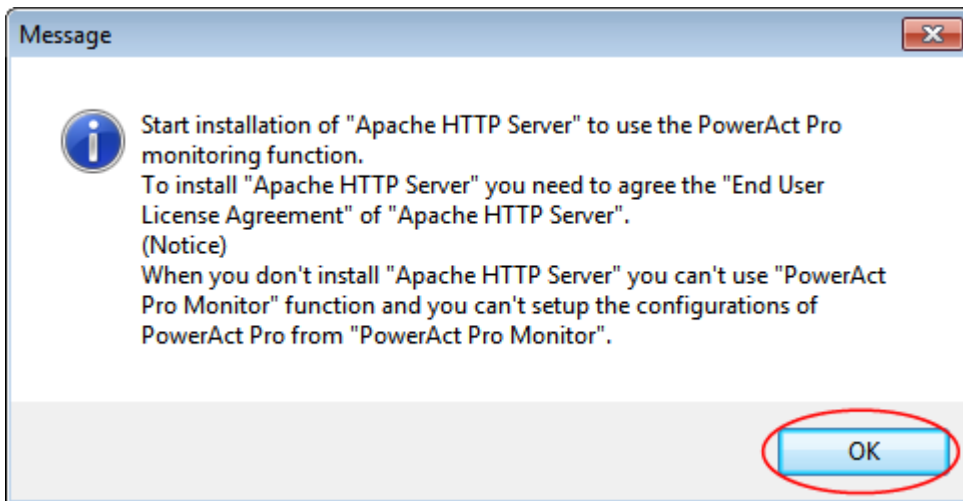 Message
Start installation of "Apache HTTP Server" to use the PowerAct Pro
monitoring function.
To install "Apache HTTP Server" you need to agree the "End User
License Agreement" of "Apache HTTP Server".
(Notice)
When you don't install "Apache HTTP Server" you can't use "PowerAct
Pro Monitor" function and you can't setup the configurations of
PowerAct Pro from "PowerAct Pro Monitor".
OK